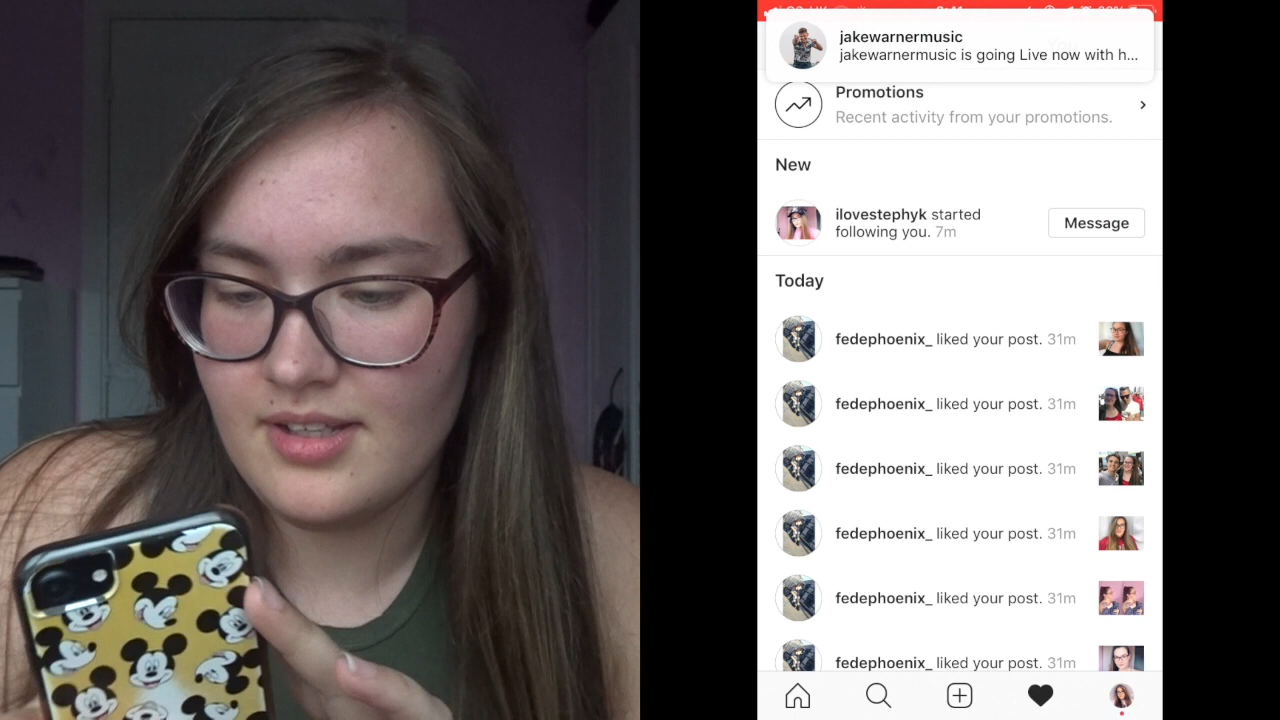 jakewarnermusic
jakewarnermusic is going Live now with h...
Promotions
Recent activity from your promotions.
New
ilovestephyk started
following you. 7m
Message
Today
fedephoenix_ liked your post. 31m
fedephoenix_ liked your post. 31m
fedephoenix_ liked your post. 31m
fedephoenix_ liked your post. 31m
fedephoenix_ liked your post. 31m
fedephoenix_ liked your post. 31m